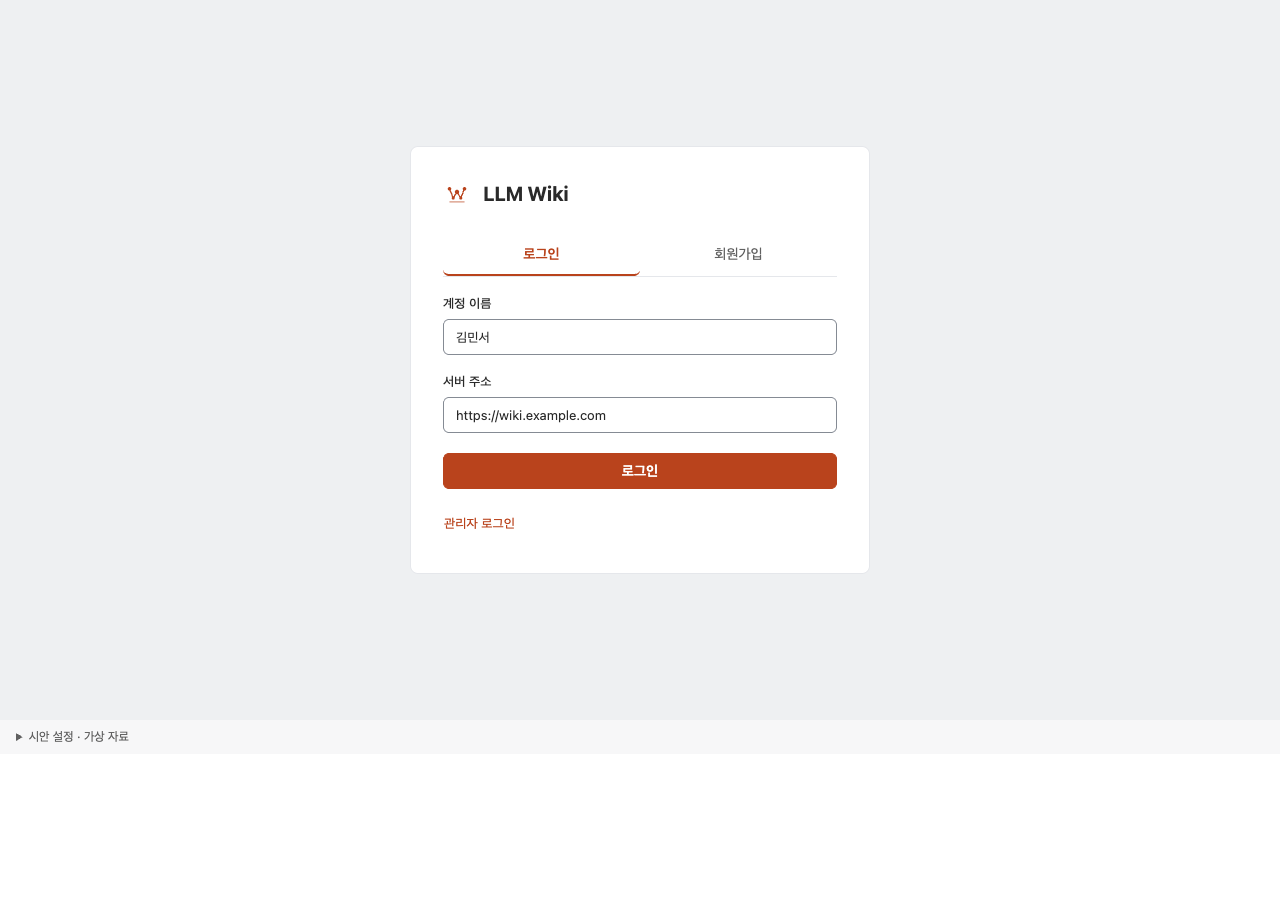 LLM Wiki
로그인
회원가입
계정 이름
김민서
서버 주소
https://wiki.example.com
로그인
관리자 로그인
시안 설정 · 가상 자료